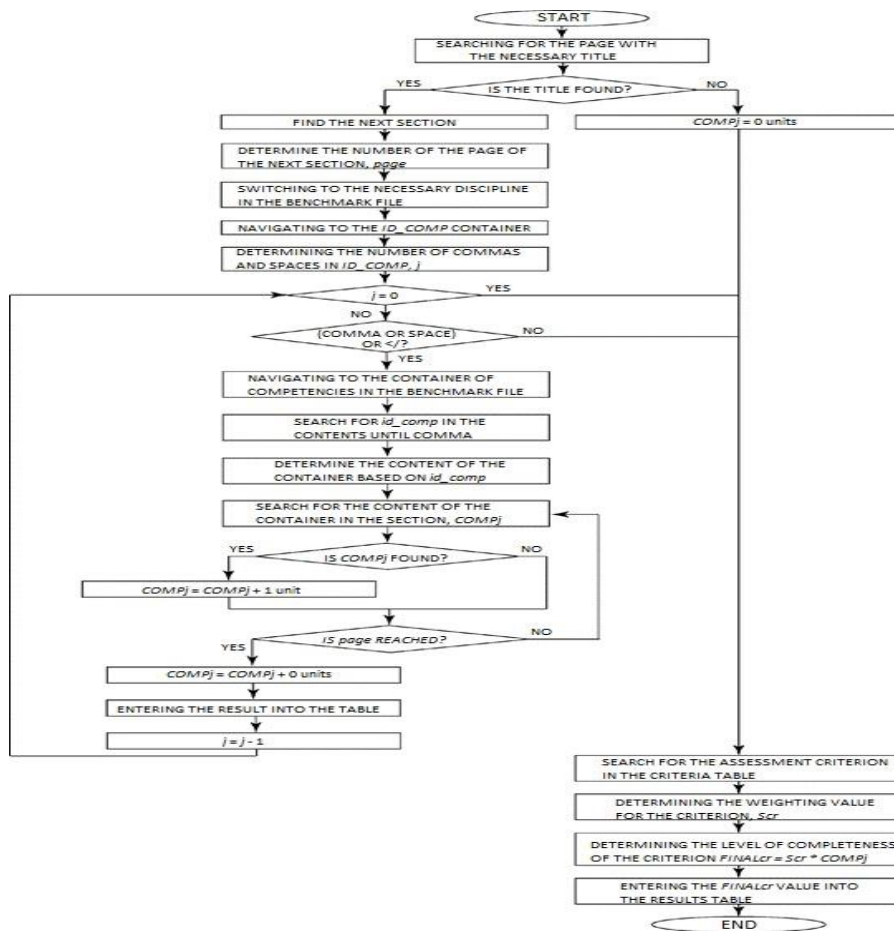 START
SEARCHING FOR THE PAGE WITH
THE NECESSARY TITLE
YES
IS THE TITLE FOUND?
NO
FIND THE NEXT SECTION
COMPj = 0 units
DETERMINE THE NUMBER OF THE PAGE OF
THE NEXT SECTION, page
SWITCHING TO THE NECESSARY DISCIPLINE
IN THE BENCHMARK FILE
NAVIGATING TO THE ID_COMP CONTAINER
DETERMINING THE NUMBER OF COMMAS
AND SPACES IN ID_COMP, j
j = 0
YES
NO
(COMMA OR SPACE)
OR </?
NO
YES
NAVIGATING TO THE CONTAINER OF
COMPETENCIES IN THE BENCHMARK FILE
SEARCH FOR id_comp IN THE
CONTENTS UNTIL COMMA
DETERMINE THE CONTENT OF THE
CONTAINER BASED ON id_comp
SEARCH FOR THE CONTENT OF THE
CONTAINER IN THE SECTION, COMPj
YES
IS COMPj FOUND?
NO
COMPj = COMPj + 1 unit
IS page REACHED?
NO
YES
COMPj = COMPj + 0 units
ENTERING THE RESULT INTO THE TABLE
j = j - 1
SEARCH FOR THE ASSESSMENT CRITERION
IN THE CRITERIA TABLE
DETERMINING THE WEIGHTING VALUE
FOR THE CRITERION, Scr
DETERMINING THE LEVEL OF COMPLETENESS
OF THE CRITERION FINALcr = Scr * COMPj
ENTERING THE FINALcr VALUE INTO
THE RESULTS TABLE
END